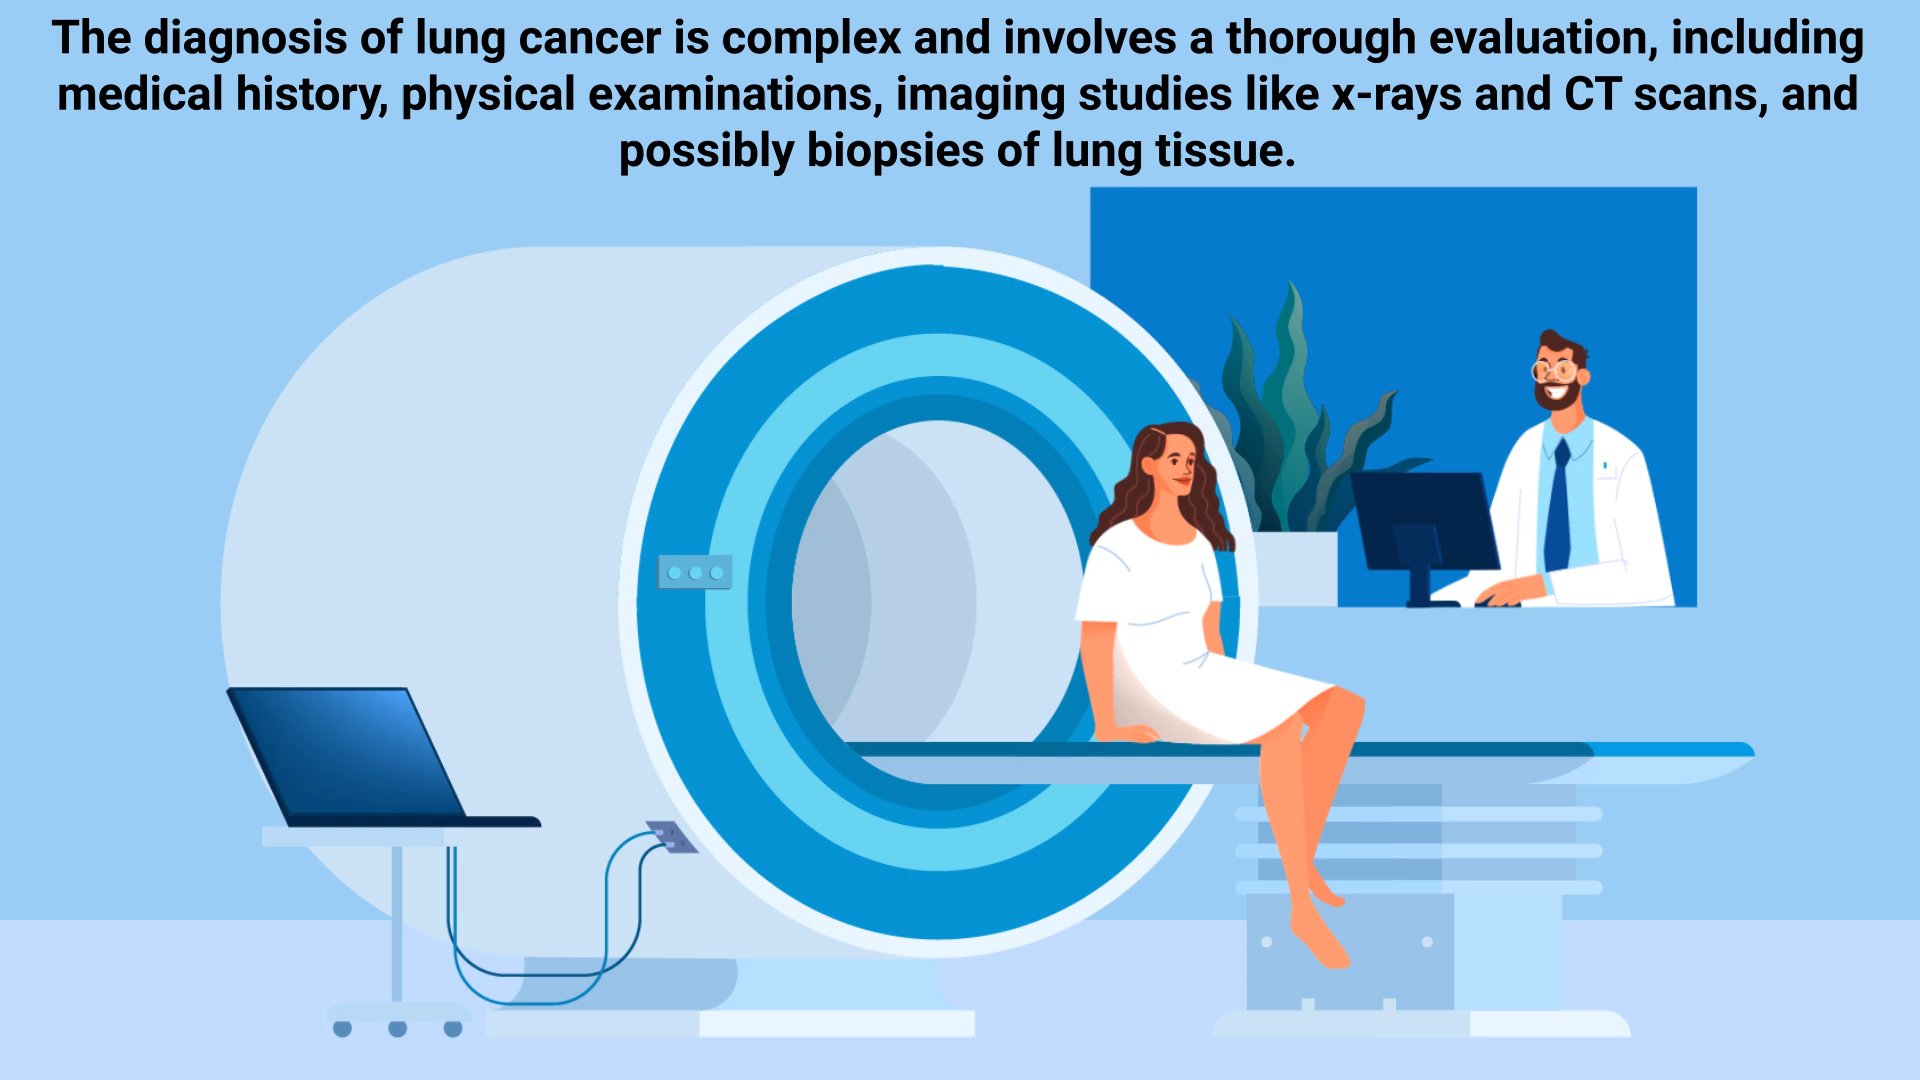 The diagnosis of lung cancer is complex and involves a thorough evaluation, including
medical history, physical examinations, imaging studies like x-rays and CT scans, and
possibly biopsies of lung tissue.